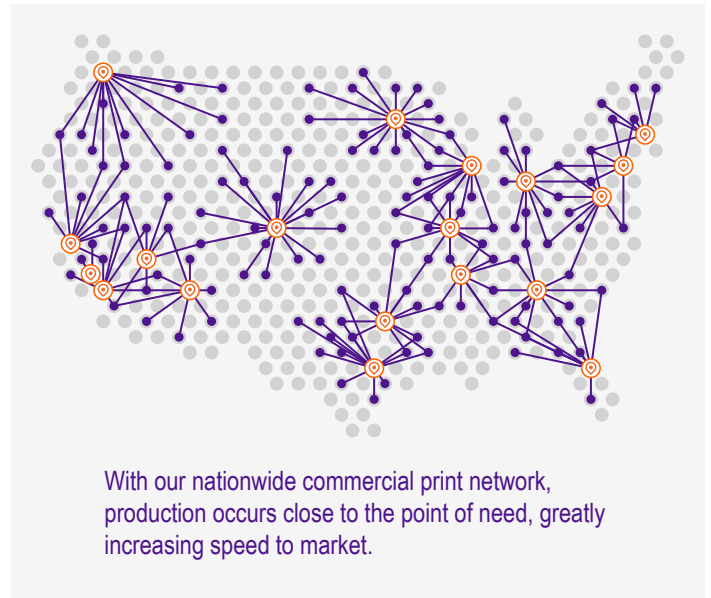 With our nationwide commercial print network,
production occurs close to the point of need, greatly
increasing speed to market.